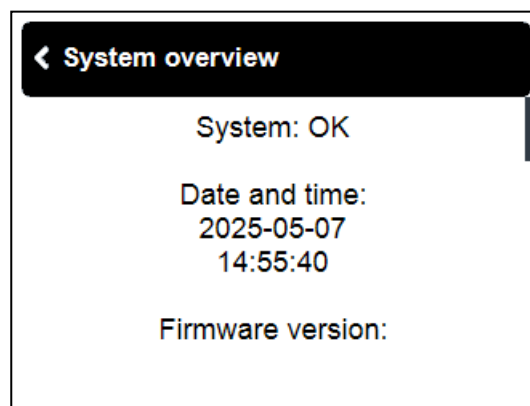 System overview
System: OK
Date and time:
2025-05-07
14:55:40
Firmware version: